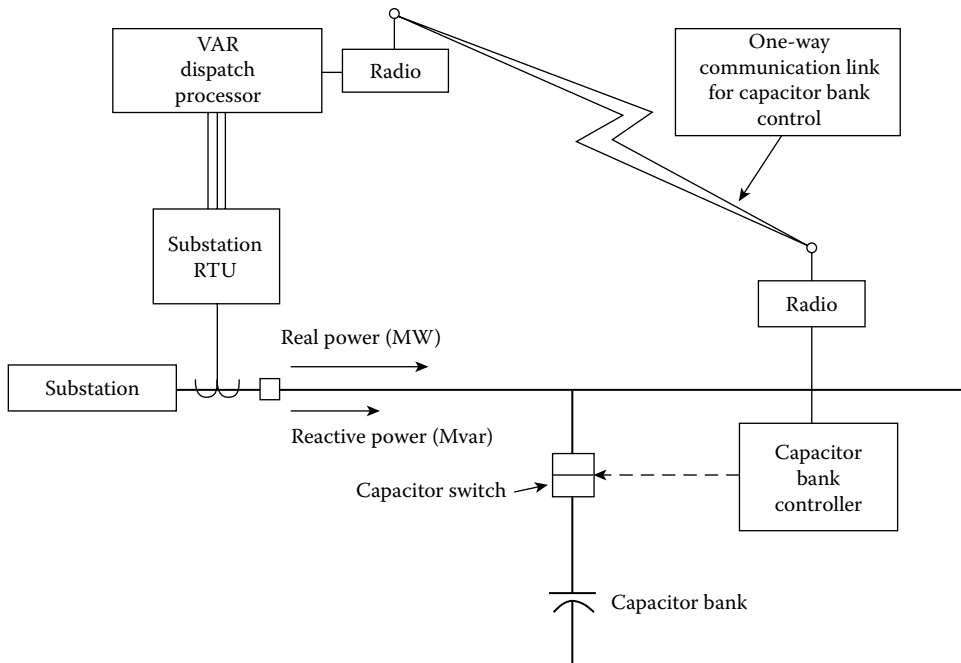 VAR
dispatch
processor
Radio
One-way
communication link
for capacitor bank
control
Substation
RTU
Radio
Real power (MW)
Substation
Reactive power (Mvar)
Capacitor
bank
controller
Capacitor switch
Capacitor bank